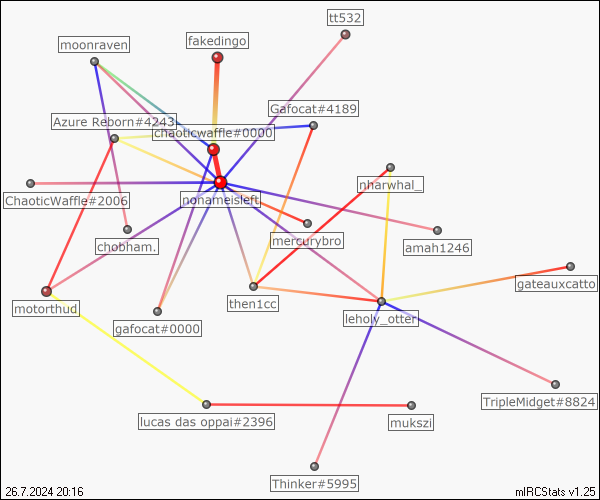 tt532
fakedingo
moonraven
Gafocat#4189
Azure Reborn#4243
chaoticwaffle#0000
nharwhal_
ChaoticWaffle#2006
nonameisleft
mercurybro
amah1246
chobham.
gateauxcatto
motorthud
then1cc
leholy_otter
gafocat#0000
TripleMidget#8824
lucas das oppai#2396
mukszi
Thinker#5995
26.7.2024 20:16
mIRCStats v1.25